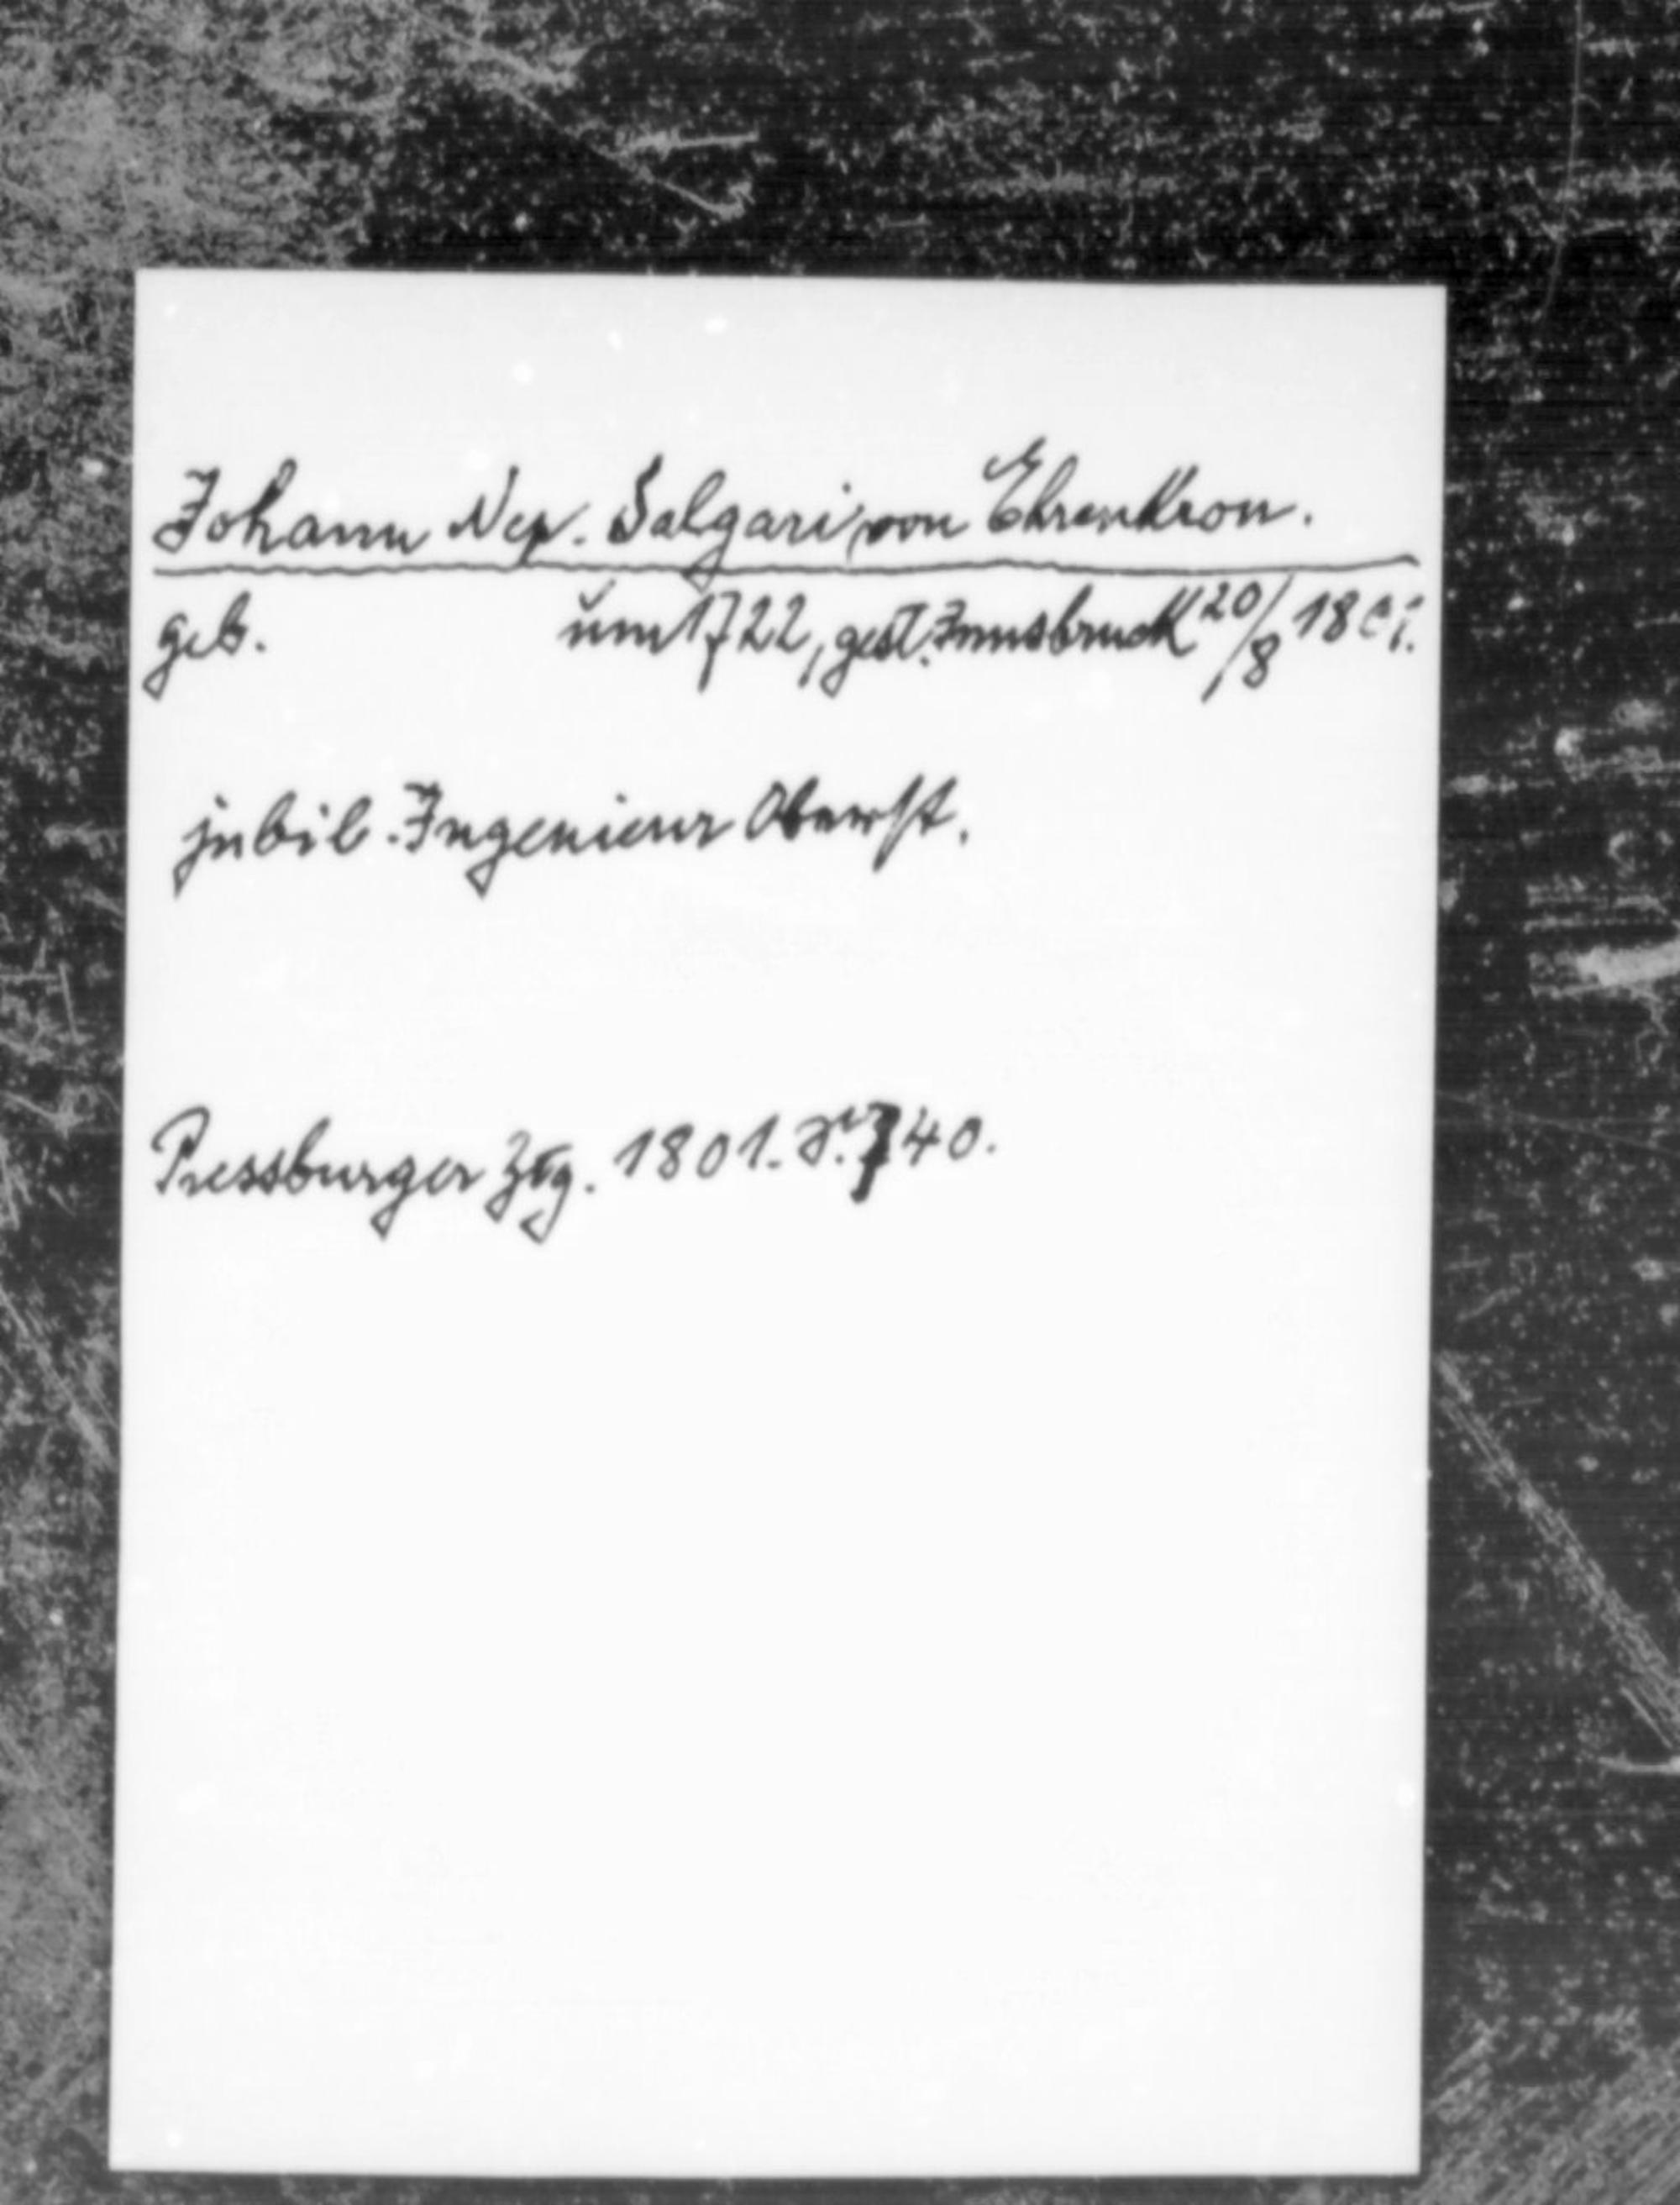 Johann Nep. Salgari von Ehrenkron.
geb. um 1722, gest. Innsbruck 20/8 1801.
jubil. Ingenieur Oberst.
Pressburger Ztg. 1801. S. 740.